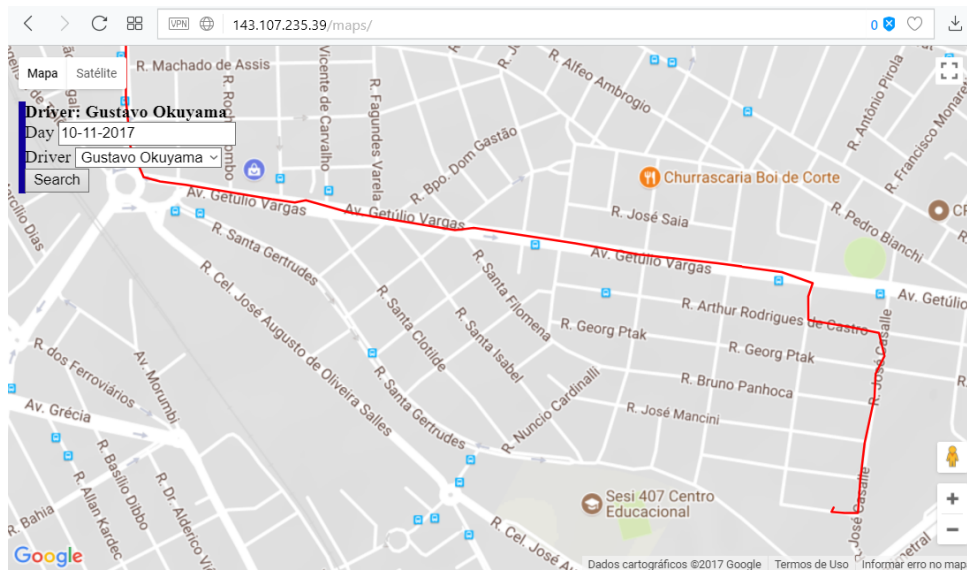 VPN
143.107.235.39/maps/
0
Mapa
Satélite
Driver: Gustavo Okuyama
Day 10-11-2017
Driver Gustavo Okuyama
Search
R. Machado de Assis
Vicente de Carvalho
R. Fagundes Varela
R. Bpo. Dom Gastão
R. Alfeo Ambrogio
R. Antônio Pirola
R. Francisco Monare
Churrascaria Boi de Corte
R. José Saia
R. Pedro Bianchi
Av. Getúlio Vargas
Av. Getúlio Vargas
Av. Getúlio Vargas
Av. Getúlio
R. Santa Gertrudes
R. Cel. José Augusto de Oliveira Salles
R. Santa Clotilde
R. Santa Isabel
R. Santa Filomena
R. Arthur Rodrigues de Castro
R. Georg Ptak
R. Georg Ptak
R. Bruno Panhoca
R. José Mancini
R. José Casalle
R. Nuncio Cardinalli
R. Santa Gertrudes
R. dos Ferroviários
Av. Morumbi
Av. Grécia
R. Basílio Dibbo
R. Allan Kardec
R. Dr. Alderico
R. Bahia
Sesi 407 Centro
Educacional
José Casalle
R. Cel. José A
Google
Dados cartográficos ©2017 Google
Termos de Uso
Informar erro no map